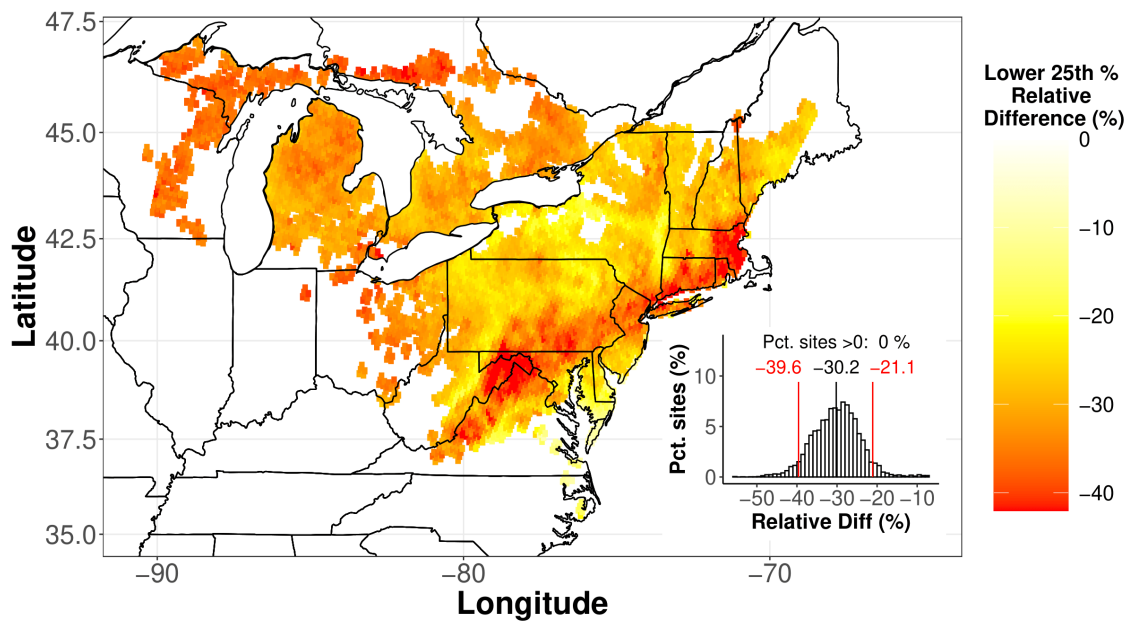 47.5
45.0
42.5
40.0
37.5
35.0
Latitude
−90
−80
−70
Longitude
Lower 25th %
Relative
Difference (%)
0
−10
−20
−30
−40
Pct. sites >0: 0 %
−39.6 −30.2 −21.1
10
5
0
Pct. sites (%)
−50 −40 −30 −20 −10
Relative Diff (%)